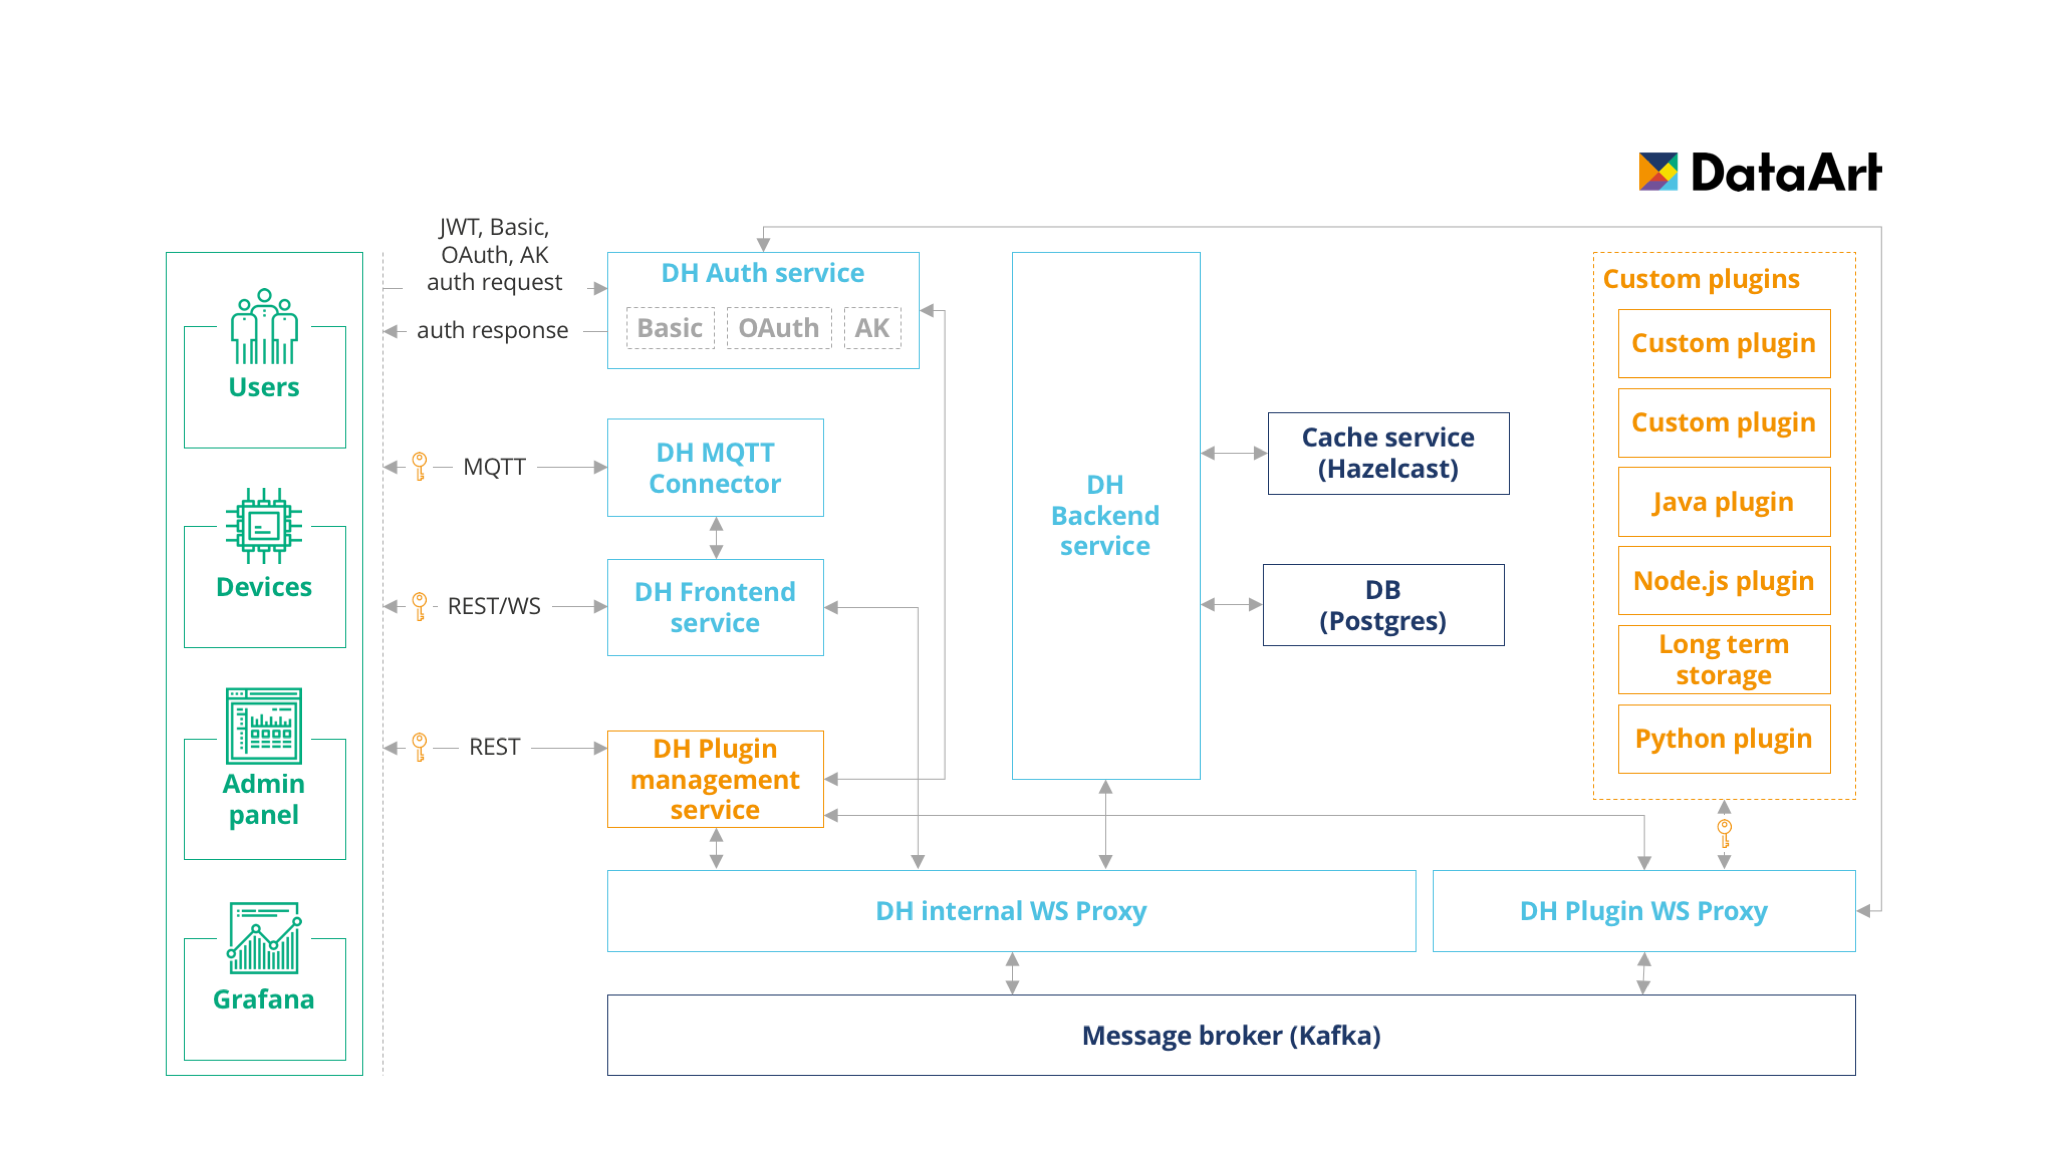 DataArt
JWT, Basic,
OAuth, AK
auth request
auth response
Users
Devices
Admin
panel
Grafana
MQTT
REST/WS
REST
DH Auth service
Basic
OAuth
AK
DH MQTT
Connector
DH Frontend
service
DH Plugin
management
service
DH
Backend
service
Cache service
(Hazelcast)
DB
(Postgres)
Custom plugins
Custom plugin
Custom plugin
Java plugin
Node.js plugin
Long term
storage
Python plugin
DH internal WS Proxy
DH Plugin WS Proxy
Message broker (Kafka)